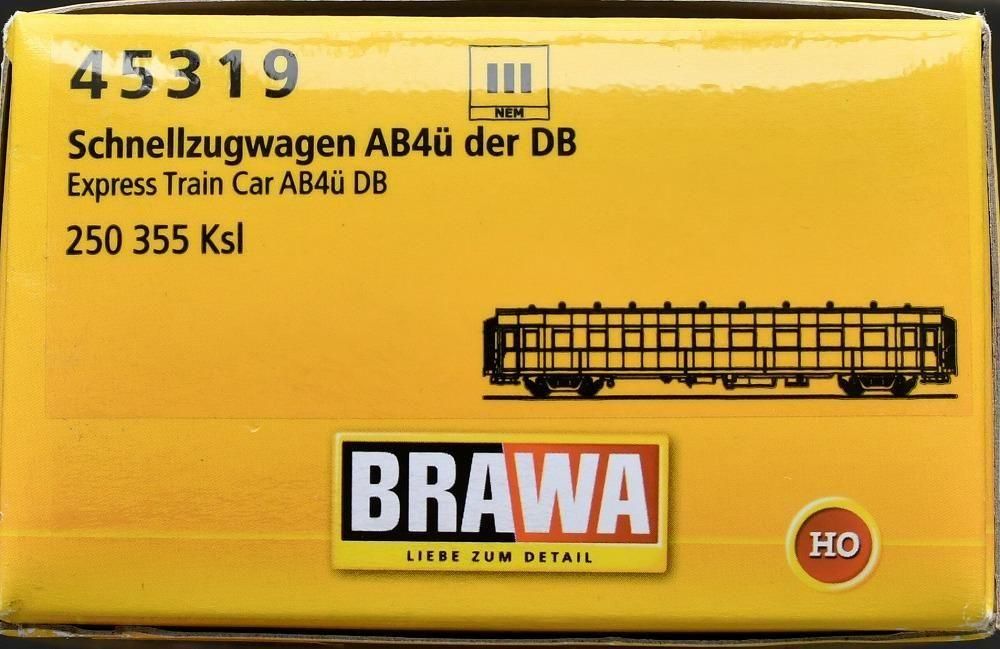 45319
III
NEM
Schnellzugwagen AB4ü der DB
Express Train Car AB4ü DB
250 355 Ksl
BRAWA
LIEBE ZUM DETAIL
HO